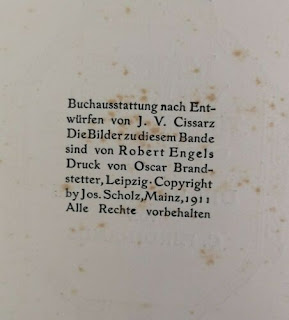 Buchausstattung nach Ent-
würfen von J. V. Cissarz
Die Bilder zu diesem Bande
sind von Robert Engels
Druck von Oscar Brand-
stetter, Leipzig · Copyright
by Jos. Scholz, Mainz, 1911
Alle Rechte vorbehalten